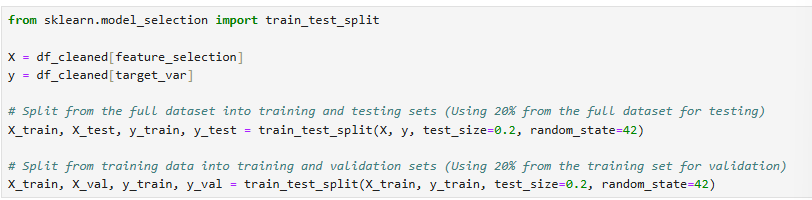 from sklearn.model_selection import train_test_split
X = df_cleaned[feature_selection]
y = df_cleaned[target_var]
# Split from the full dataset into training and testing sets (Using 20% from the full dataset for testing)
X_train, X_test, y_train, y_test = train_test_split(X, y, test_size=0.2, random_state=42)
# Split from training data into training and validation sets (Using 20% from the training set for validation)
X_train, X_val, y_train, y_val = train_test_split(X_train, y_train, test_size=0.2, random_state=42)